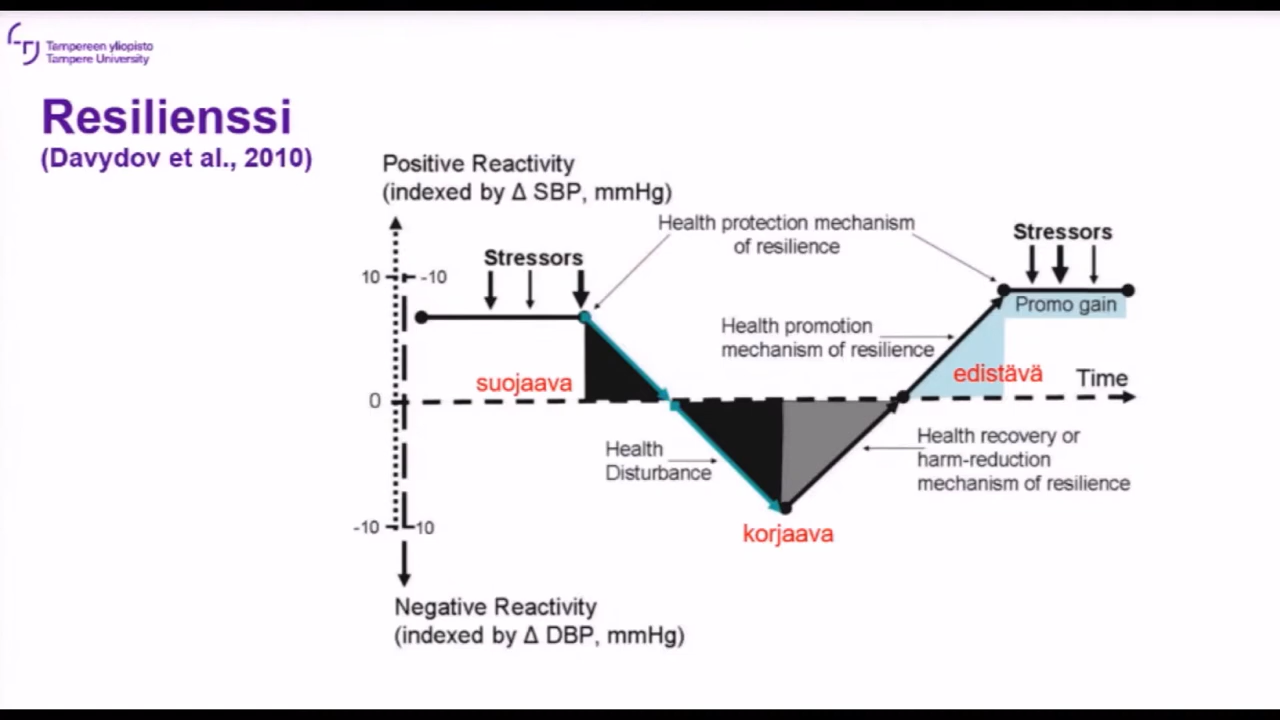 Tampereen yliopisto
Tampere University
Resilienssi
(Davydov et al., 2010)
Positive Reactivity
(indexed by Δ SBP, mmHg)
Health protection mechanism
of resilience
Stressors
Stressors
10
-10
Promo gain
Health promotion
mechanism of resilience
suojaava
edistävä
Time
0
Health
Disturbance
Health recovery or
harm-reduction
mechanism of resilience
-10
10
korjaava
Negative Reactivity
(indexed by Δ DBP, mmHg)